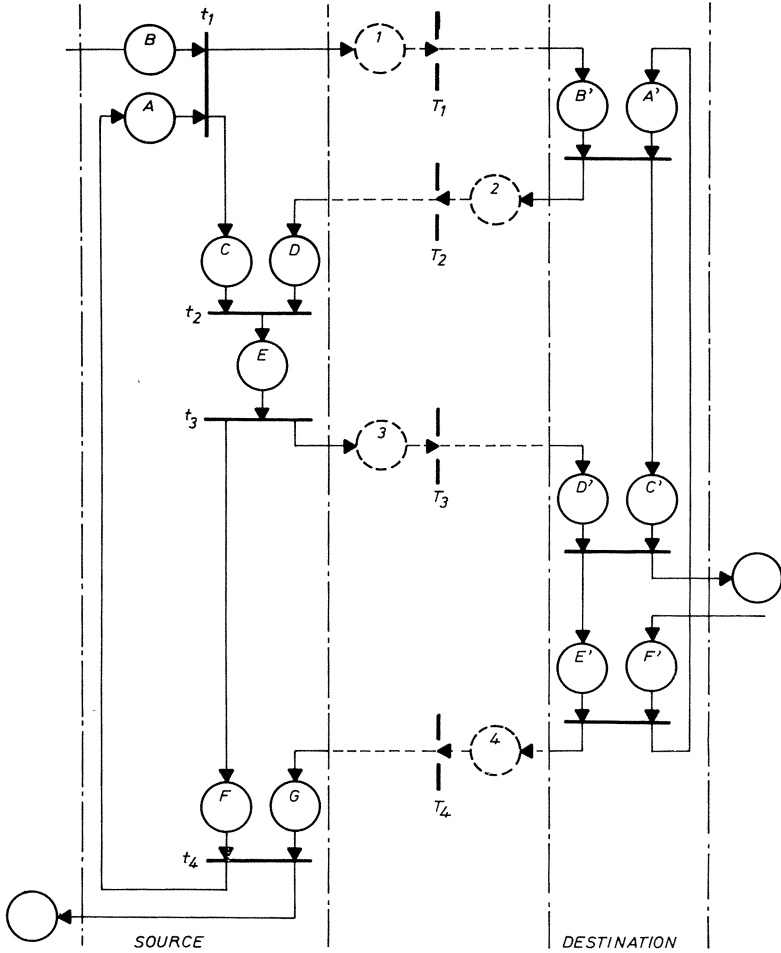 t1
B
1
T1
B' A'
A
2
T2
C D
t2
E
t3
3
T3
D' C'
E' F'
4
T4
F G
t4
SOURCE
DESTINATION